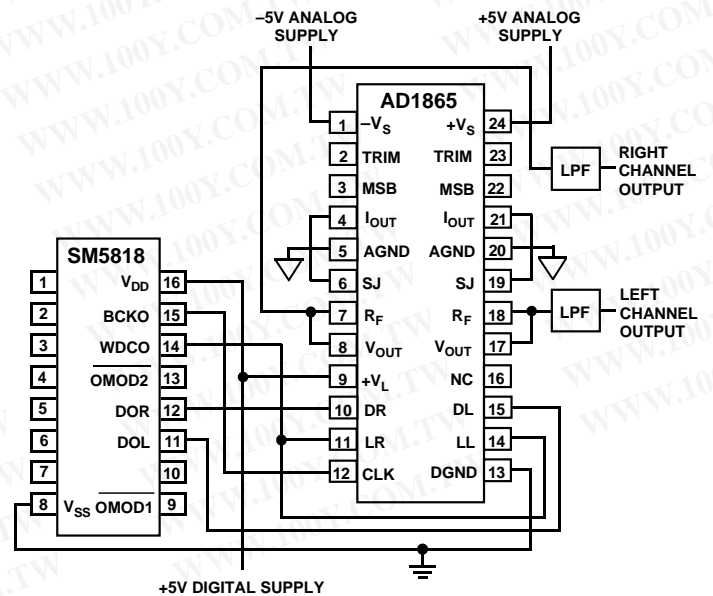 –5V ANALOG
SUPPLY
+5V ANALOG
SUPPLY
AD1865
1 –VS
+VS 24
2 TRIM
TRIM 23
3 MSB
MSB 22
4 IOUT
IOUT 21
5 AGND
AGND 20
6 SJ
SJ 19
7 RF
RF 18
8 VOUT
VOUT 17
9 +VL
NC 16
10 DR
DL 15
11 LR
LL 14
12 CLK
DGND 13
LPF
RIGHT
CHANNEL
OUTPUT
LPF
LEFT
CHANNEL
OUTPUT
SM5818
1
VDD 16
2
BCKO 15
3
WDCO 14
4
OMOD2 13
5
DOR 12
6
DOL 11
7
10
8 VSS
OMOD1 9
+5V DIGITAL SUPPLY
WWW.100Y.COM.TW